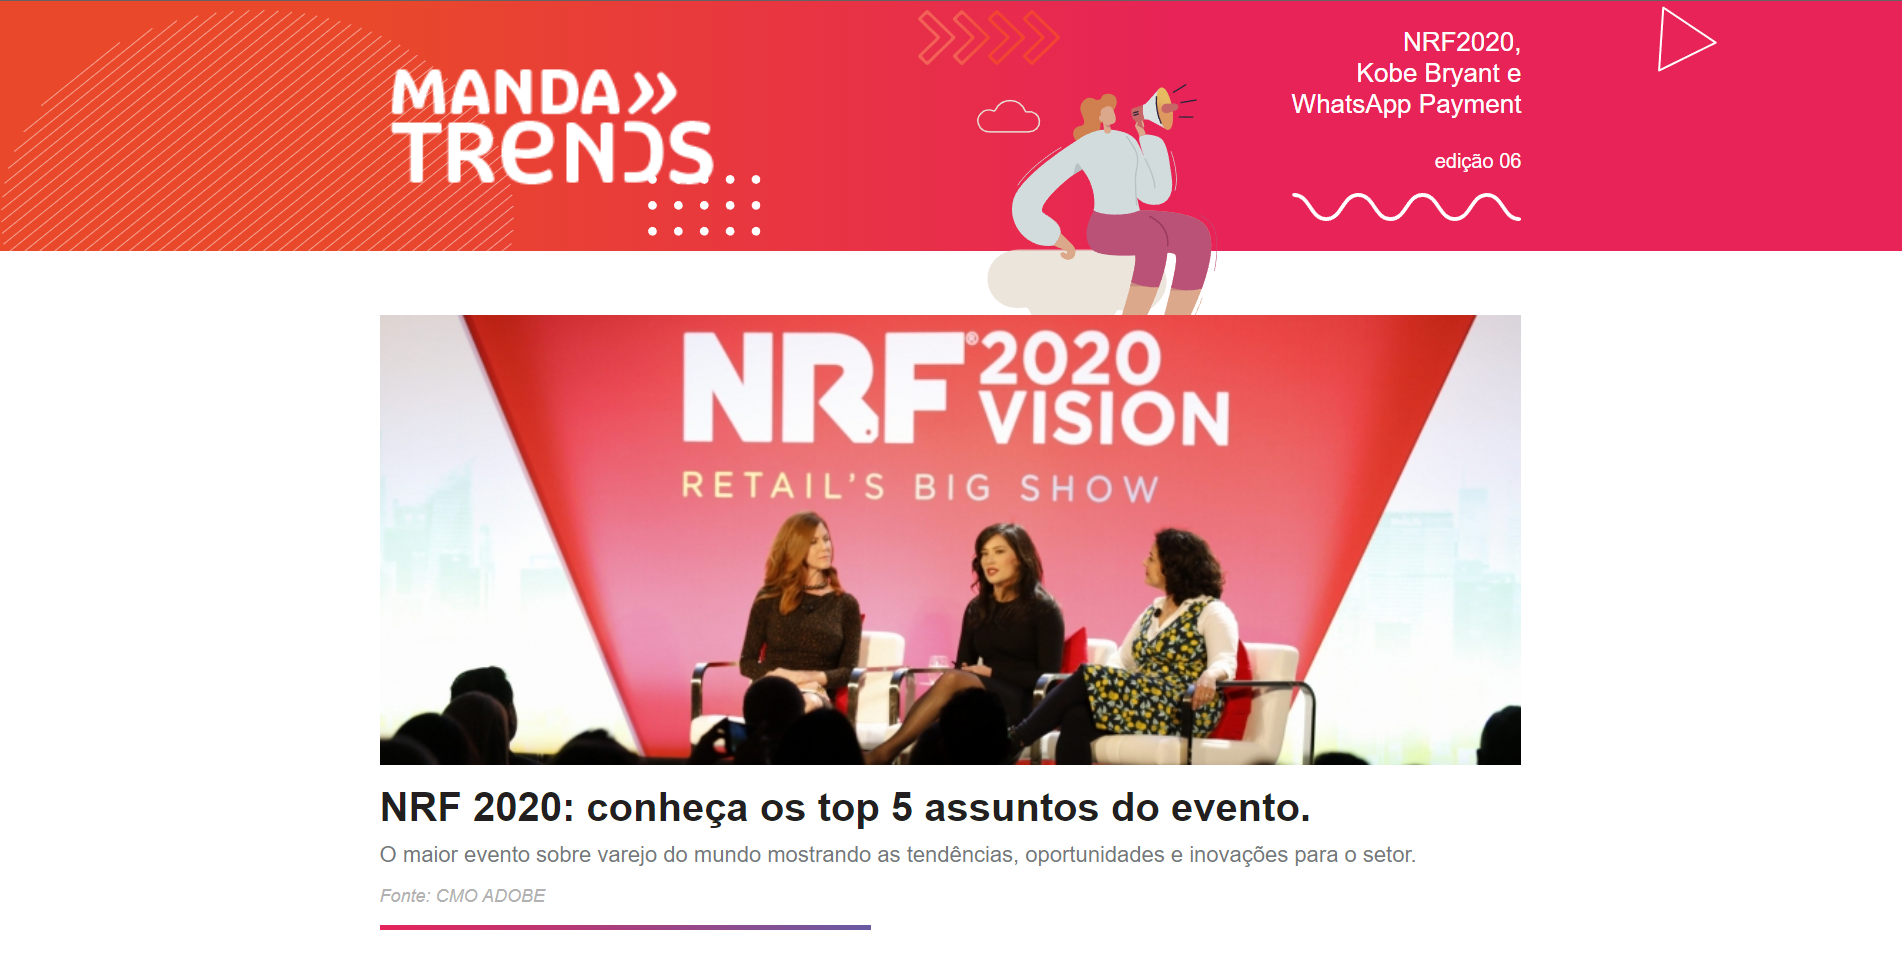 MANDA
TRENDS
NRF2020,
Kobe Bryant e
WhatsApp Payment
edição 06
NRF® 2020
VISION
RETAIL'S BIG SHOW
NRF 2020: conheça os top 5 assuntos do evento.
O maior evento sobre varejo do mundo mostrando as tendências, oportunidades e inovações para o setor.
Fonte: CMO ADOBE